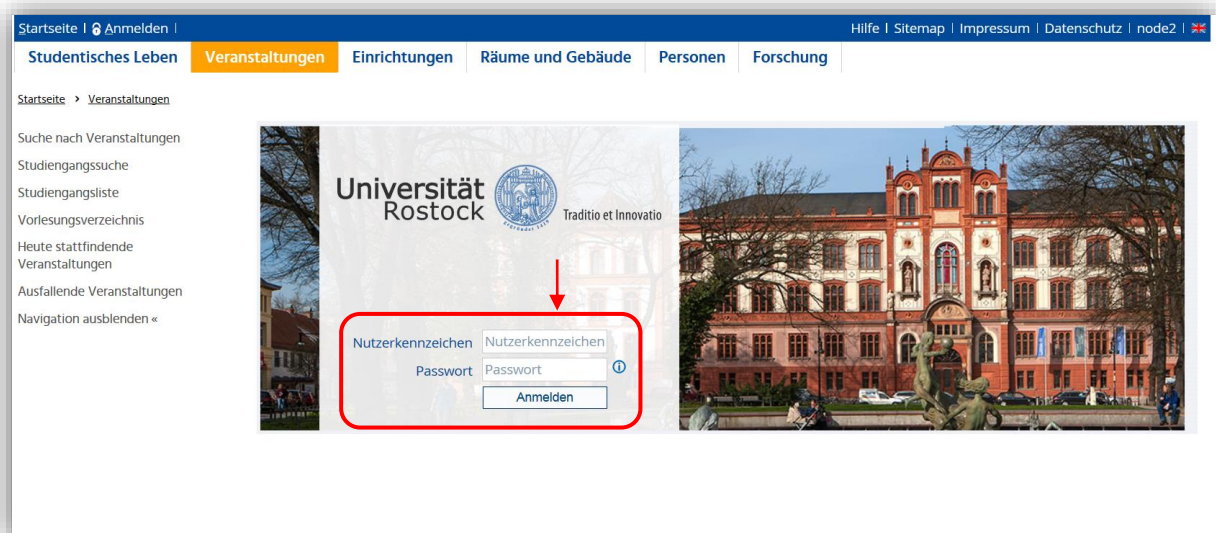 Startseite | Anmelden |
Hilfe | Sitemap | Impressum | Datenschutz | node2 |
Studentisches Leben Veranstaltungen Einrichtungen Räume und Gebäude Personen Forschung
Startseite > Veranstaltungen
Suche nach Veranstaltungen
Studiengangssuche
Studiengangsliste
Vorlesungsverzeichnis
Heute stattfindende
Veranstaltungen
Ausfallende Veranstaltungen
Navigation ausblenden «
Universität
Rostock
Traditio et Innovatio
Nutzerkennzeichen Nutzerkennzeichen
Passwort Passwort
Anmelden